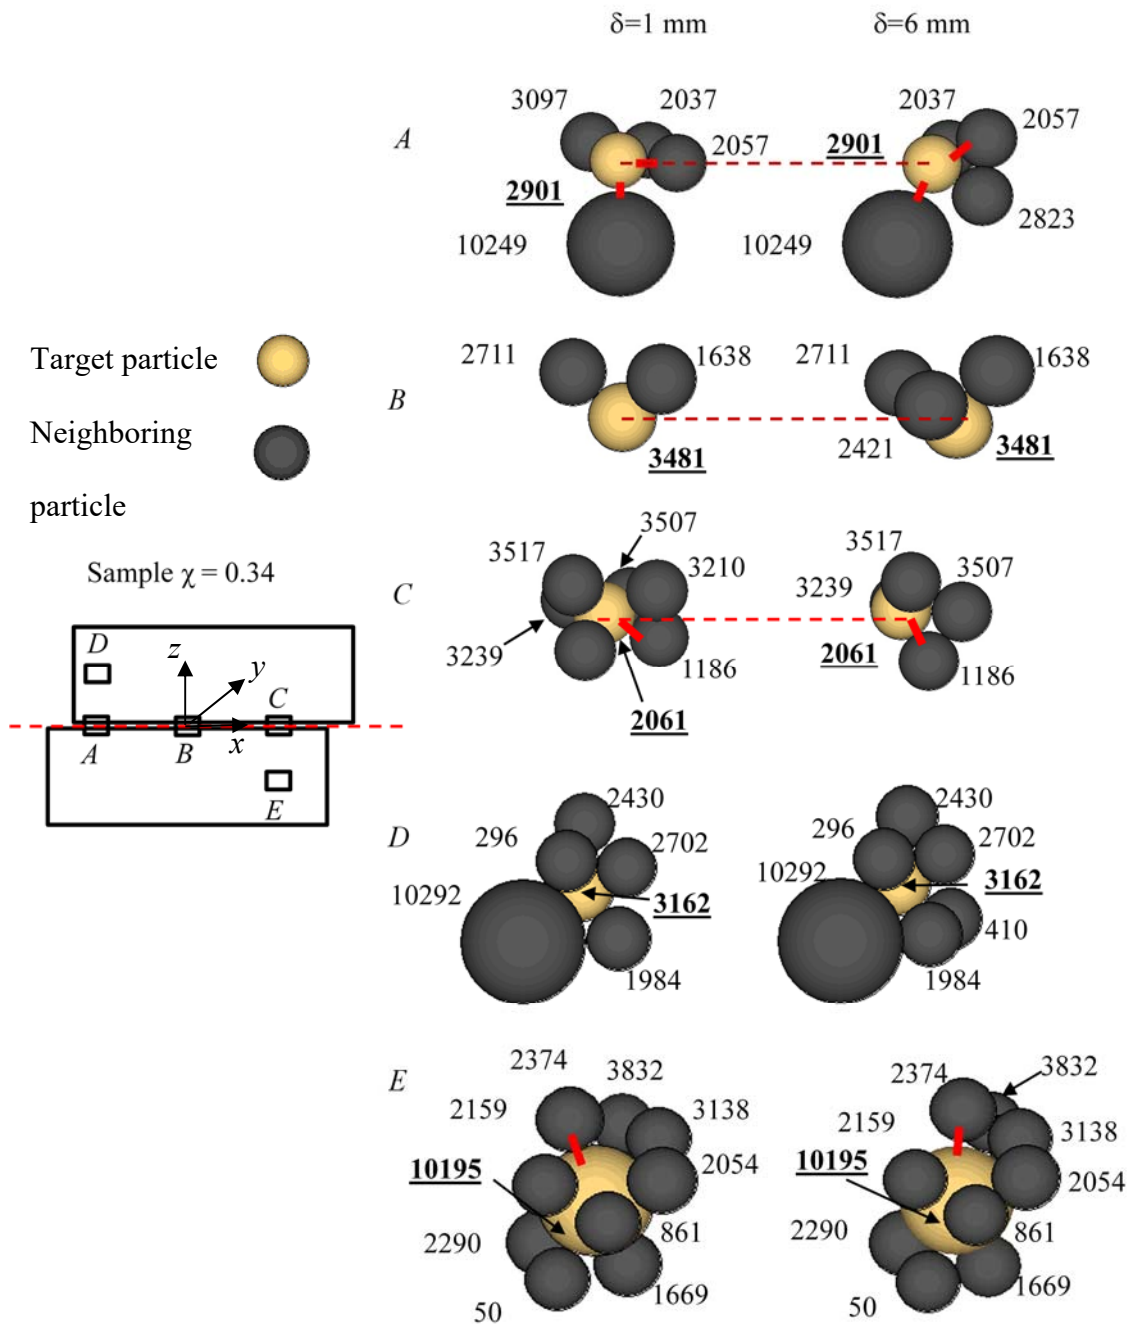 δ=1 mm δ=6 mm
A
3097 2037 2057 2901 10249
2037 2057 2901 2823 10249
Target particle
Neighboring
particle
B
2711 1638 3481
2711 1638 2421 3481
Sample χ = 0.34
D
z
y
C
A
B
x
E
C
3507
3517 3210
3239 1186
2061
3517
3239 3507
2061 1186
D
2430
296 2702
10292 3162
1984
2430
296 2702
10292 3162
410
1984
E
2374 3832
2159 3138
10195 2054
2290 861
1669
50
2374 3832
2159 3138
10195 2054
2290 861
1669
50